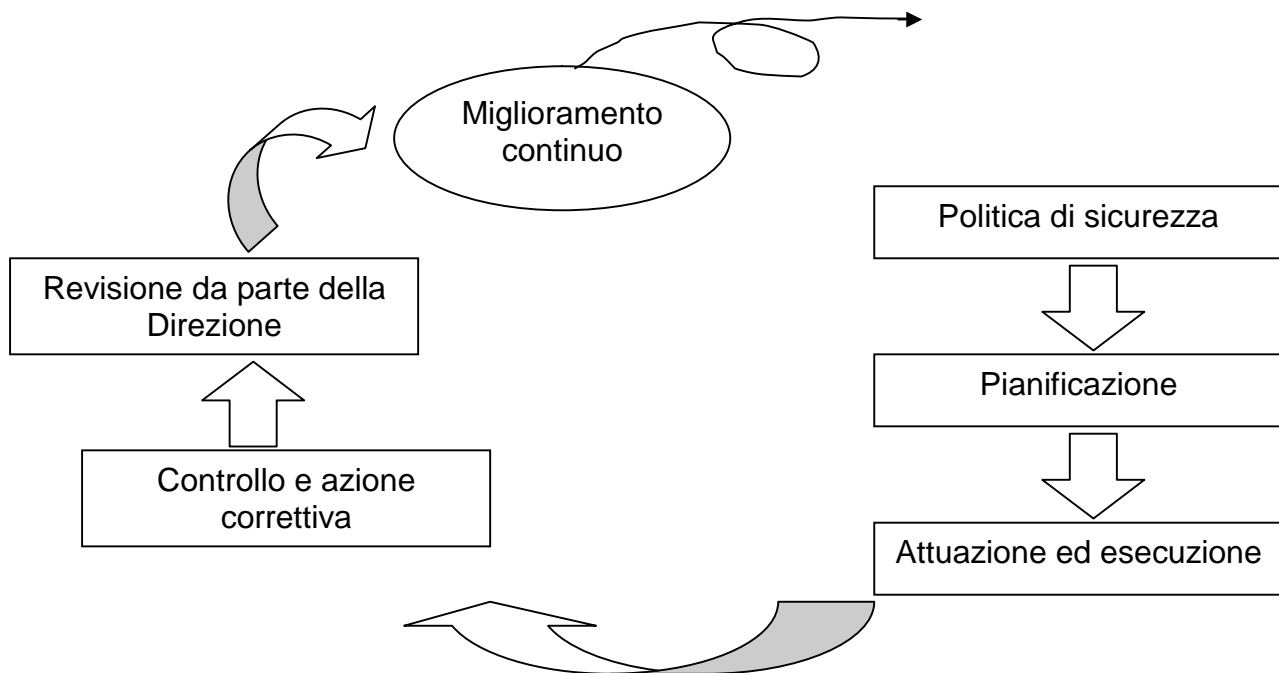 Miglioramento
continuo
Politica di sicurezza
Revisione da parte della
Direzione
Pianificazione
Controllo e azione
correttiva
Attuazione ed esecuzione